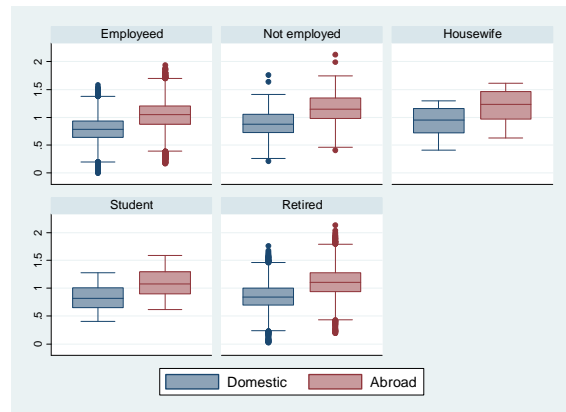 Employeed
Not employed
Housewife
2
1.5
1
.5
0
Student
Retired
2
1.5
1
.5
0
Domestic
Abroad